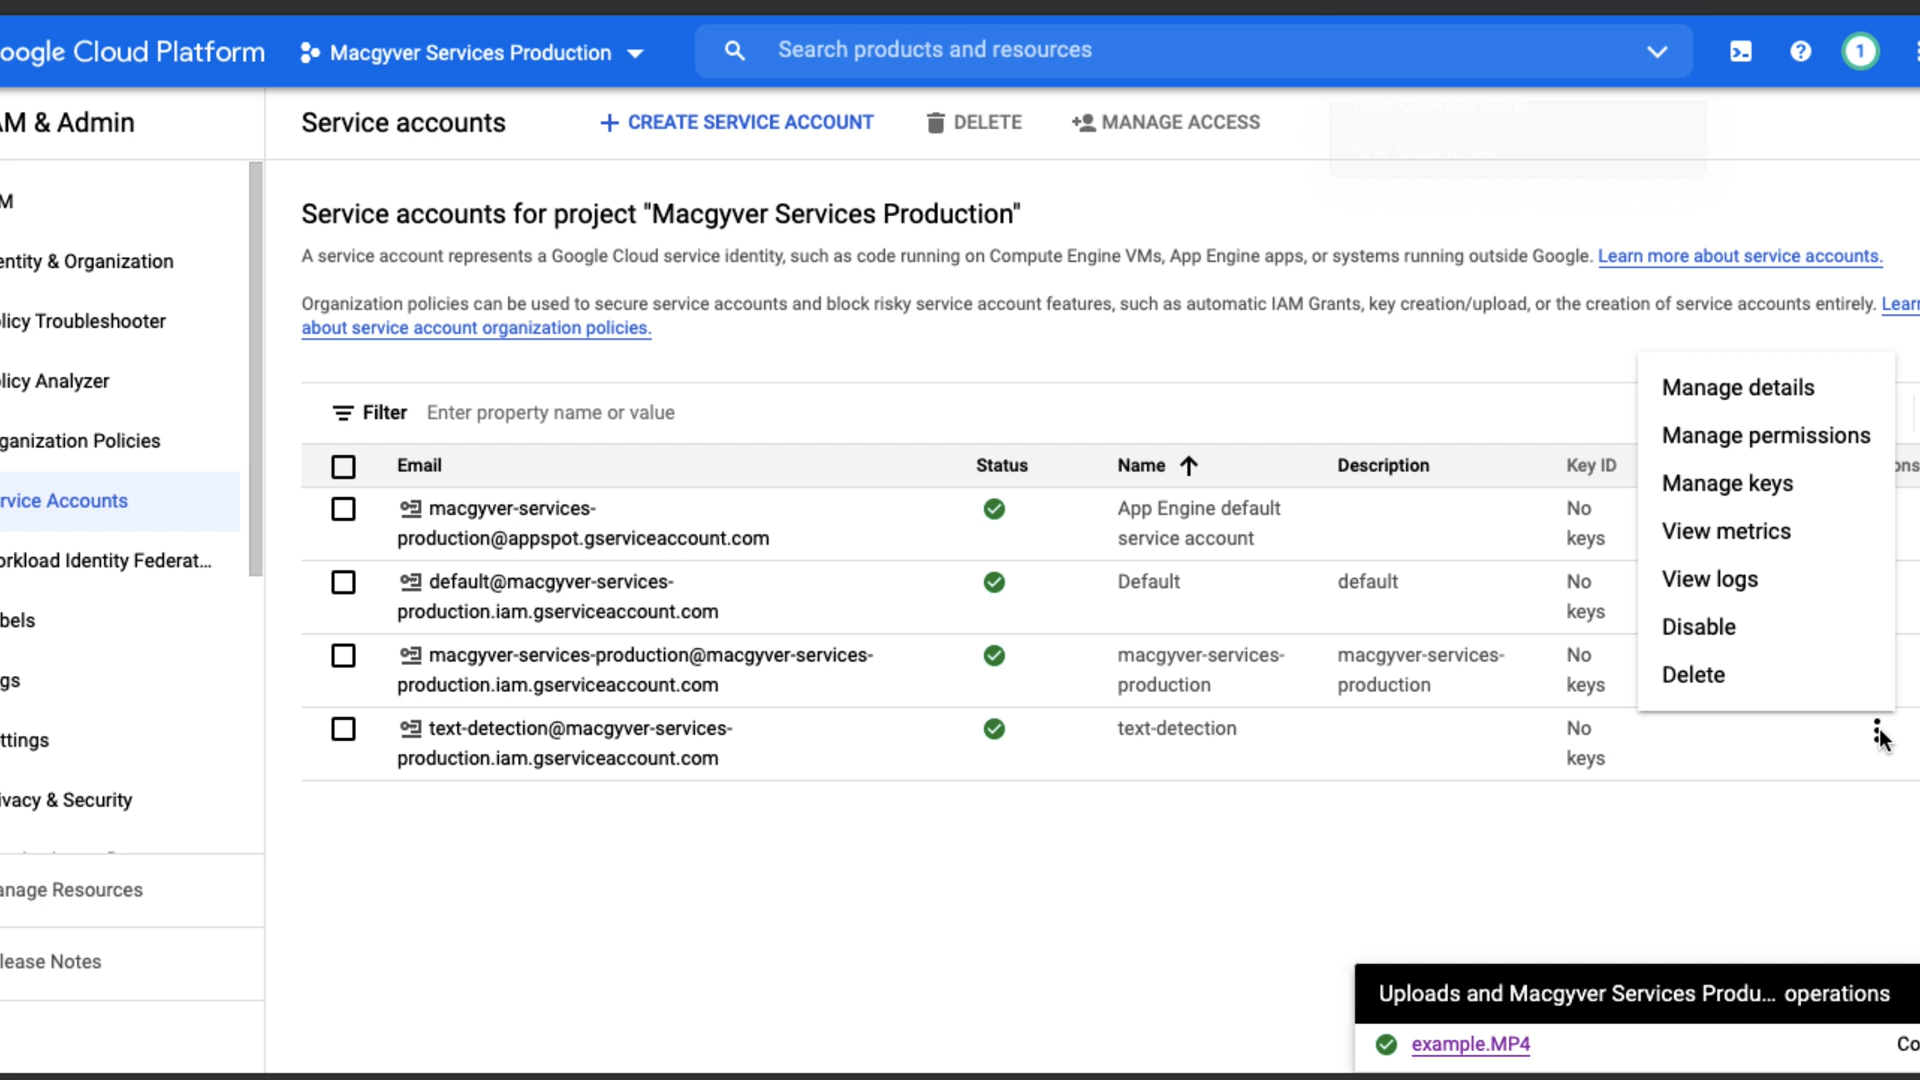 oogle Cloud Platform
Macgyver Services Production
Search products and resources
1
AM & Admin
Service accounts
+ CREATE SERVICE ACCOUNT
DELETE
MANAGE ACCESS
M
entity & Organization
licy Troubleshooter
licy Analyzer
ganization Policies
rvice Accounts
orkload Identity Federat...
bels
gs
ttings
ivacy & Security
anage Resources
lease Notes
Service accounts for project "Macgyver Services Production"
A service account represents a Google Cloud service identity, such as code running on Compute Engine VMs, App Engine apps, or systems running outside Google. Learn more about service accounts.
Organization policies can be used to secure service accounts and block risky service account features, such as automatic IAM Grants, key creation/upload, or the creation of service accounts entirely. Learn
about service account organization policies.
Filter Enter property name or value
Email Status Name Description Key ID ons
macgyver-services- App Engine default No
production@appspot.gserviceaccount.com service account keys
default@macgyver-services- Default default No
production.iam.gserviceaccount.com keys
macgyver-services-production@macgyver-services- macgyver-services- macgyver-services- No
production.iam.gserviceaccount.com production production keys
text-detection@macgyver-services- text-detection No
production.iam.gserviceaccount.com keys
Manage details
Manage permissions
Manage keys
View metrics
View logs
Disable
Delete
Uploads and Macgyver Services Produ... operations
example.MP4 Co